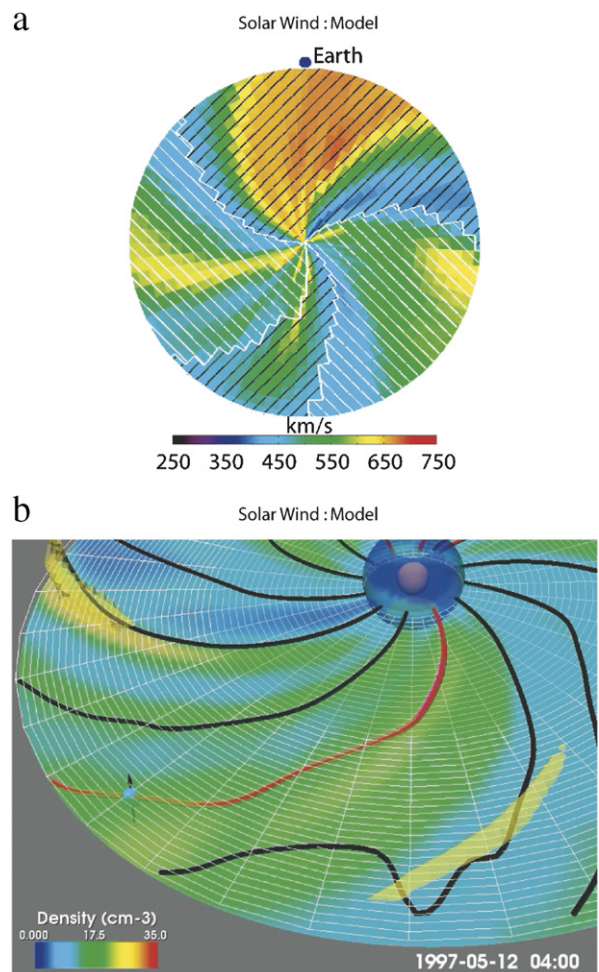 a
Solar Wind : Model
Earth
km/s
250 350 450 550 650 750
b
Solar Wind : Model
Density (cm-3)
0.000 17.5 35.0
1997-05-12 04:00